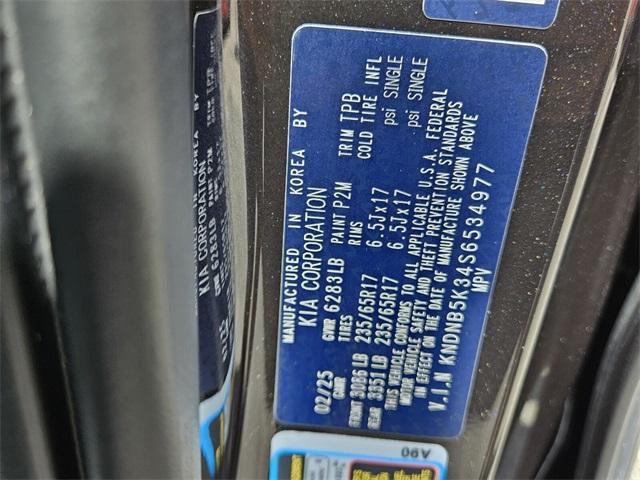 MANUFACTURED IN KOREA BY
KIA CORPORATION
02/25 GVWR 6283LB PAINT P2M TRIM TPB
GAWR TIRES RIMS COLD TIRE INFL
FRONT 3086 LB 235/65R17 6.5Jx17 psi SINGLE
REAR 3351 LB 235/65R17 6.5Jx17 psi SINGLE
THIS VEHICLE CONFORMS TO ALL APPLICABLE U.S.A. FEDERAL
MOTOR VEHICLE SAFETY AND THEFT PREVENTION STANDARDS
IN EFFECT ON THE DATE OF MANUFACTURE SHOWN ABOVE
V.I.N KNDNB5K34S6534977
MPV
A90